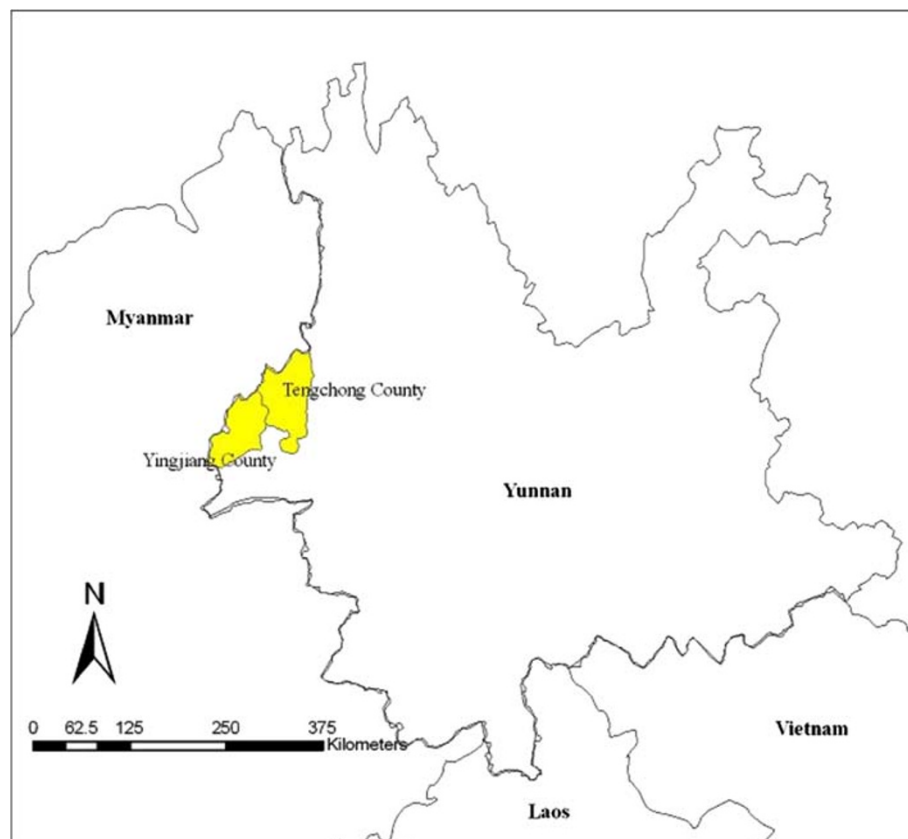 Myanmar
Tengchong County
Yingjiang County
Yunnan
N
0 62.5 125 250 375
Kilometers
Vietnam
Laos